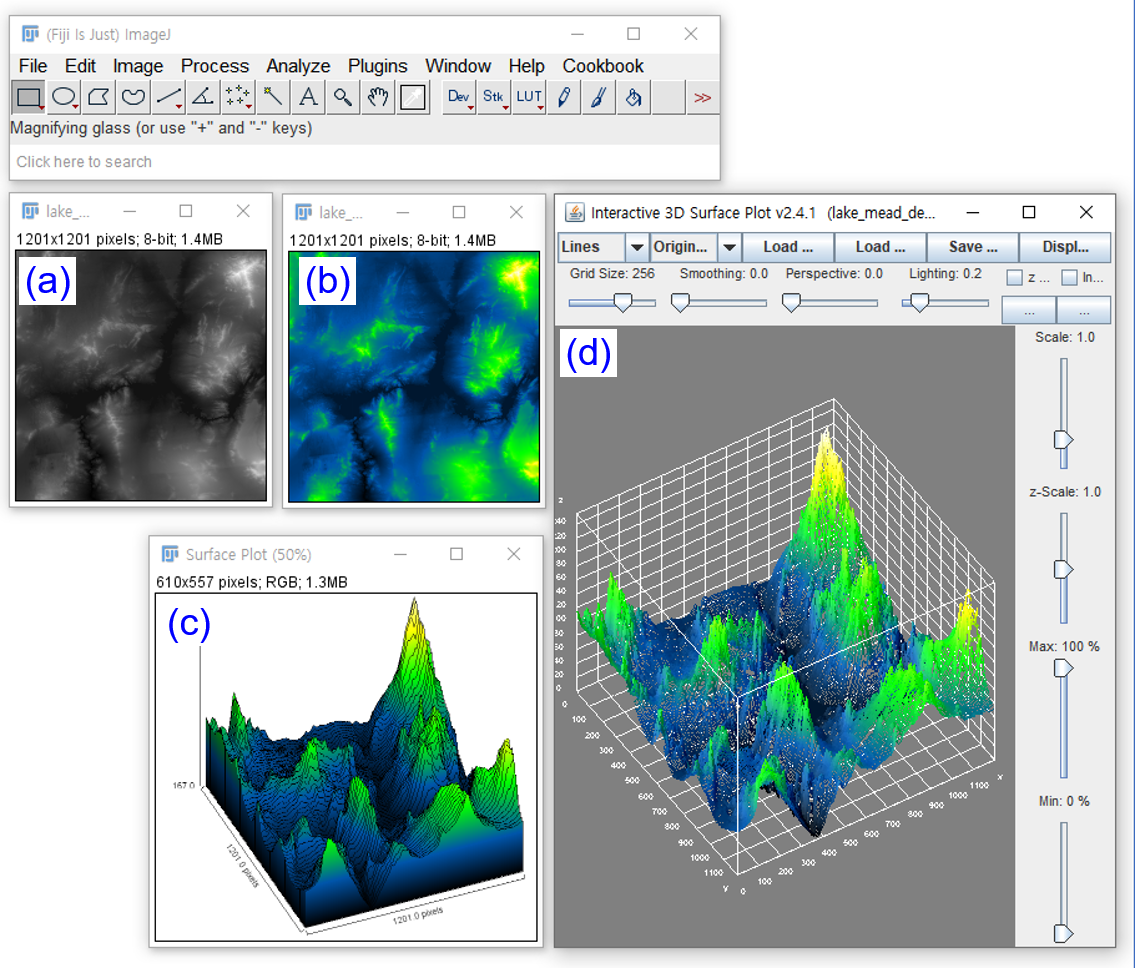 (Fiji Is Just) ImageJ
File Edit Image Process Analyze Plugins Window Help Cookbook
Dev Stk LUT >>
Magnifying glass (or use "+" and "-" keys)
Click here to search
lake_...
1201x1201 pixels; 8-bit; 1.4MB
(a)
lake_...
1201x1201 pixels; 8-bit; 1.4MB
(b)
Surface Plot (50%)
610x557 pixels; RGB; 1.3MB
(c)
167.0
1201.0 pixels
1201.0 pixels
Interactive 3D Surface Plot v2.4.1 (lake_mead_de...
Lines Origin... Load ... Load ... Save ... Displ...
Grid Size: 256 Smoothing: 0.0 Perspective: 0.0 Lighting: 0.2 z ... In...
... ...
(d)
Scale: 1.0
z-Scale: 1.0
Max: 100 %
Min: 0 %
0
100
200
300
400
500
600
700
800
900
1000
1100
y
0 100 200 300 400 500 600 700 800 900 1000 1100
x